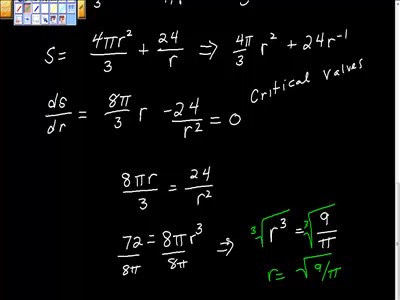 S = 4πr²/3 + 24/r ⇒ 4π/3 r² + 24r⁻¹
ds/dr = 8π/3 r - 24/r² = 0
Critical values
8πr/3 = 24/r²
72/8π = 8πr³/8π ⇒ ³√r³ = ³√9/π
r = √9/π